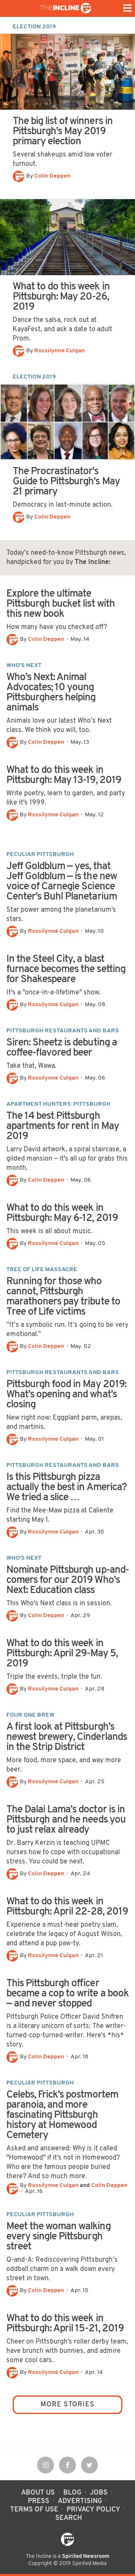 THE INCLINE
ELECTION 2019
The big list of winners in
Pittsburgh's May 2019
primary election
Several shakeups amid low voter
turnout.
By Colin Deppen
What to do this week in
Pittsburgh: May 20-26,
2019
Dance the salsa, rock out at
KayaFest, and ask a date to adult
Prom.
By Rossilynne Culgan
ELECTION 2019
The Procrastinator's
Guide to Pittsburgh's May
21 primary
Democracy in last-minute action.
By Colin Deppen
Today's need-to-know Pittsburgh news,
handpicked for you by The Incline:
Explore the ultimate
Pittsburgh bucket list with
this new book
How many have you checked off?
By Colin Deppen · May. 14
WHO'S NEXT
Who's Next: Animal
Advocates; 10 young
Pittsburghers helping
animals
Animals love our latest Who's Next
class. We think you will, too.
By Colin Deppen · May. 13
What to do this week in
Pittsburgh: May 13-19, 2019
Write poetry, learn to garden, and party
like it's 1999.
By Rossilynne Culgan · May. 12
PECULIAR PITTSBURGH
Jeff Goldblum — yes, that
Jeff Goldblum — is the new
voice of Carnegie Science
Center's Buhl Planetarium
Star power among the planetarium's
stars.
By Rossilynne Culgan · May. 10
In the Steel City, a blast
furnace becomes the setting
for Shakespeare
It's a "once-in-a-lifetime" show.
By Rossilynne Culgan · May. 08
PITTSBURGH RESTAURANTS AND BARS
Siren: Sheetz is debuting a
coffee-flavored beer
Take that, Wawa.
By Rossilynne Culgan · May. 06
APARTMENT HUNTERS: PITTSBURGH
The 14 best Pittsburgh
apartments for rent in May
2019
Larry David artwork, a spiral staircase, a
gilded mansion — it's all up for grabs this
month.
By Colin Deppen · May. 06
What to do this week in
Pittsburgh: May 6-12, 2019
This week is all about music.
By Rossilynne Culgan · May. 05
TREE OF LIFE MASSACRE
Running for those who
cannot, Pittsburgh
marathoners pay tribute to
Tree of Life victims
"It's a symbolic run. It's going to be very
emotional."
By Colin Deppen · May. 02
PITTSBURGH RESTAURANTS AND BARS
Pittsburgh food in May 2019:
What's opening and what's
closing
New right now: Eggplant parm, arepas,
and martinis.
By Rossilynne Culgan · May. 01
PITTSBURGH RESTAURANTS AND BARS
Is this Pittsburgh pizza
actually the best in America?
We tried a slice …
Find the Mee-Maw pizza at Caliente
starting May 1.
By Rossilynne Culgan · Apr. 30
WHO'S NEXT
Nominate Pittsburgh up-and-
comers for our 2019 Who's
Next: Education class
This Who's Next class is in session.
By Colin Deppen · Apr. 29
What to do this week in
Pittsburgh: April 29-May 5,
2019
Triple the events, triple the fun.
By Rossilynne Culgan · Apr. 28
FOUR ONE BREW
A first look at Pittsburgh's
newest brewery, Cinderlands
in the Strip District
More food, more space, and way more
beer.
By Rossilynne Culgan · Apr. 25
The Dalai Lama's doctor is in
Pittsburgh and he needs you
to just relax already
Dr. Barry Kerzin is teaching UPMC
nurses how to cope with occupational
stress. You could be next.
By Colin Deppen · Apr. 24
What to do this week in
Pittsburgh: April 22-28, 2019
Experience a must-hear poetry slam,
celebrate the legacy of August Wilson,
and attend a pup paw-ty.
By Rossilynne Culgan · Apr. 21
This Pittsburgh officer
became a cop to write a book
— and never stopped
Pittsburgh Police Officer David Shifren
is a literary unicorn of sorts: The writer-
turned-cop-turned-writer. Here's *his*
story.
By Colin Deppen · Apr. 18
PECULIAR PITTSBURGH
Celebs, Frick's postmortem
paranoia, and more
fascinating Pittsburgh
history at Homewood
Cemetery
Asked and answered: Why is it called
"Homewood" if it's not in Homewood?
Who are the famous people buried
there? And so much more.
By Rossilynne Culgan and Colin Deppen
· Apr. 16
PECULIAR PITTSBURGH
Meet the woman walking
every single Pittsburgh
street
Q-and-A: Rediscovering Pittsburgh's
oddball charm on a walk down every
street in town.
By Colin Deppen · Apr. 15
What to do this week in
Pittsburgh: April 15-21, 2019
Cheer on Pittsburgh's roller derby team,
have brunch with bunnies, and admire
cool cars.
By Rossilynne Culgan · Apr. 14
MORE STORIES
ABOUT US · BLOG · JOBS ·
PRESS · ADVERTISING ·
TERMS OF USE · PRIVACY POLICY ·
SEARCH
The Incline is a Spirited Newsroom
Copyright © 2019 Spirited Media